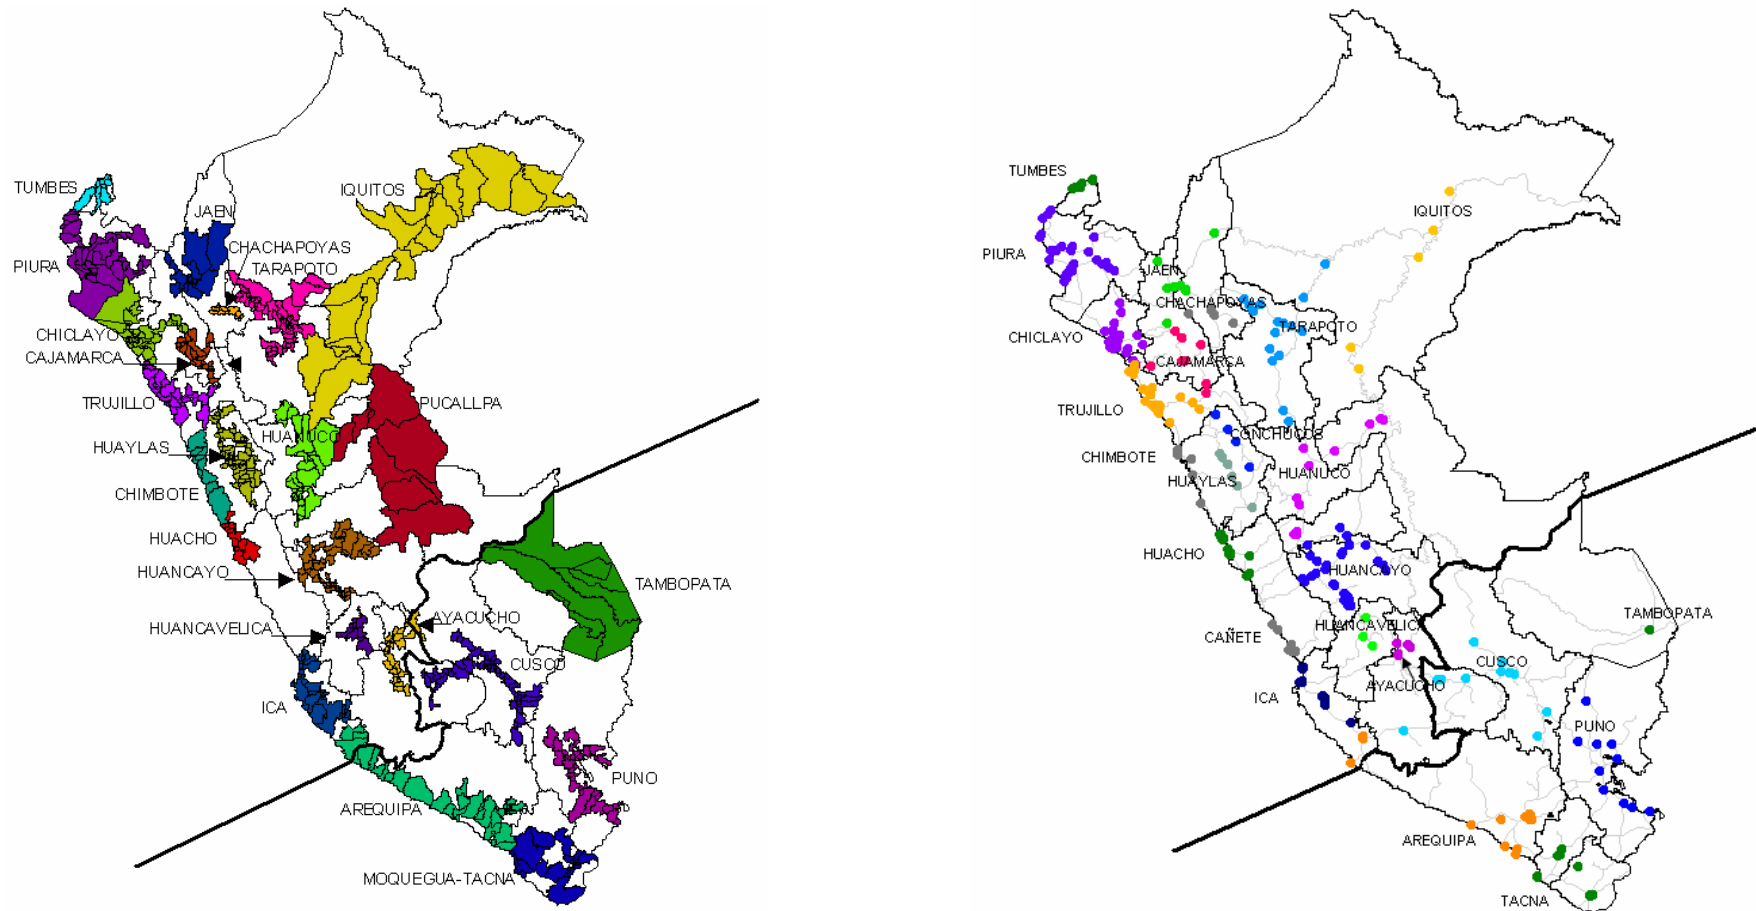 TUMBES
JAEN
IQUITOS
CHACHAPOYAS
PIURA
TARAPOTO
CHICLAYO
CAJAMARCA
TRUJILLO
PUCALLPA
HUAYLAS
HUANUCO
CHIMBOTE
HUACHO
HUANCAYO
TAMBOPATA
HUANCAVELICA
AYACUCHO
CUSCO
ICA
PUNO
AREQUIPA
MOQUEGUA-TACNA
TUMBES
IQUITOS
PIURA
JAEN
CHACHAPOYAS
TARAPOTO
CHICLAYO
CAJAMARCA
TRUJILLO
CONCHUCOS
CHIMBOTE
HUAYLAS
HUANUCO
HUACHO
HUANCAYO
TAMBOPATA
HUANCAVELICA
CAÑETE
CUSCO
AYACUCHO
ICA
PUNO
AREQUIPA
TACNA